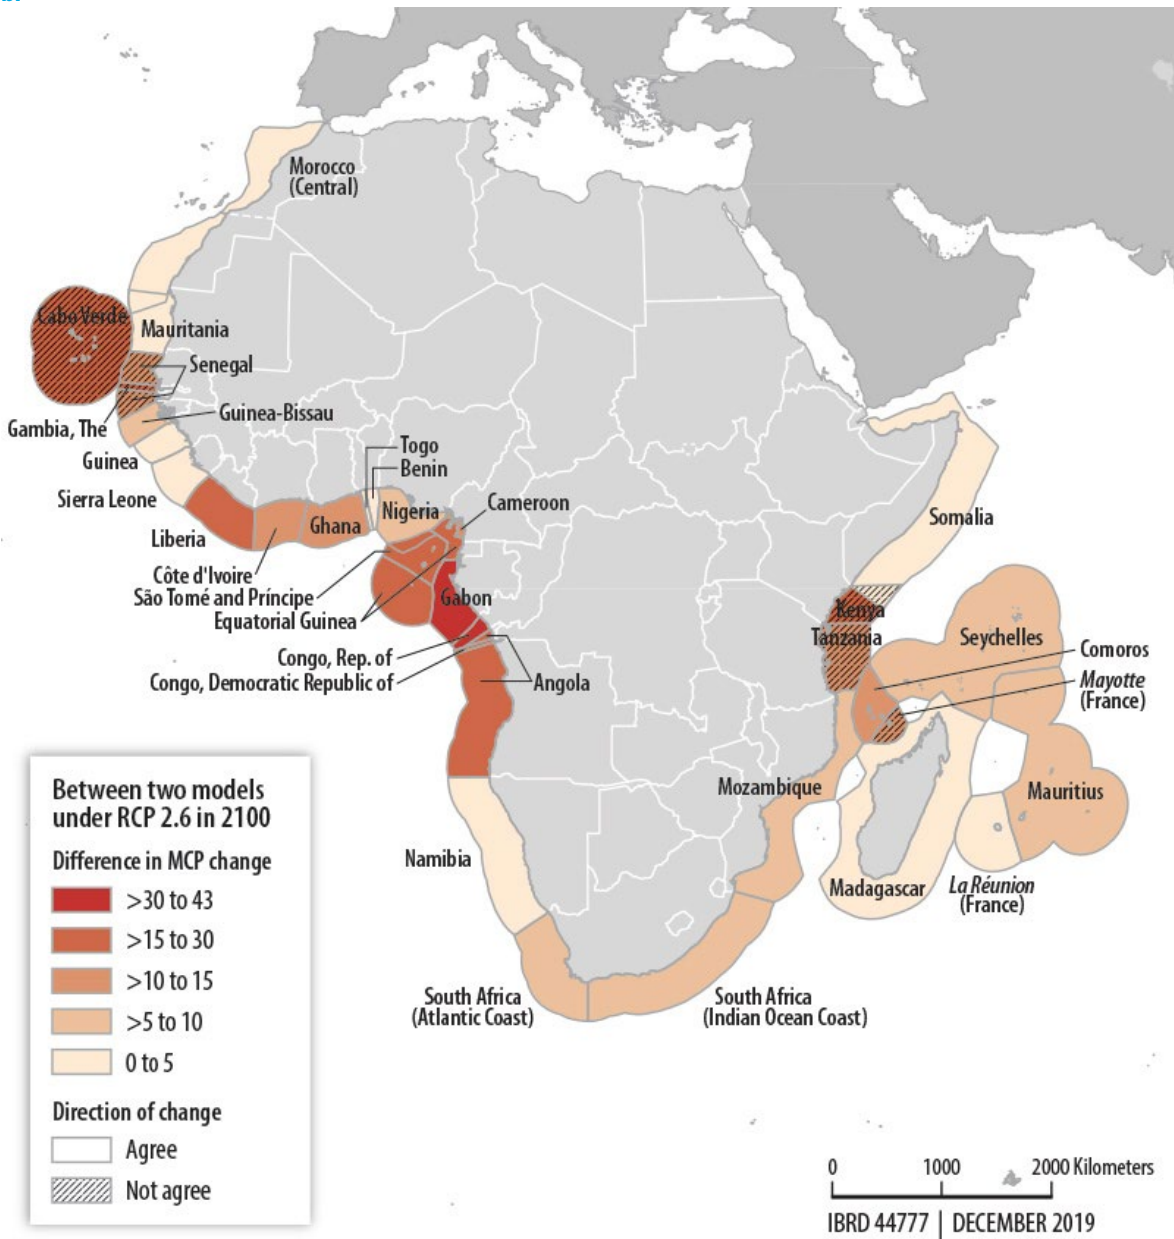 Morocco
(Central)
Cabo Verde
Mauritania
Senegal
Gambia, The
Guinea-Bissau
Guinea
Togo
Benin
Sierra Leone
Nigeria
Cameroon
Ghana
Somalia
Liberia
Côte d'Ivoire
São Tomé and Príncipe
Equatorial Guinea
Gabon
Kenya
Tanzania
Seychelles
Comoros
Congo, Rep. of
Congo, Democratic Republic of
Angola
Mayotte
(France)
Mozambique
Mauritius
Namibia
Madagascar
La Réunion
(France)
South Africa
(Atlantic Coast)
South Africa
(Indian Ocean Coast)
Between two models
under RCP 2.6 in 2100
Difference in MCP change
>30 to 43
>15 to 30
>10 to 15
>5 to 10
0 to 5
Direction of change
Agree
Not agree
0 1000 2000 Kilometers
IBRD 44777 | DECEMBER 2019